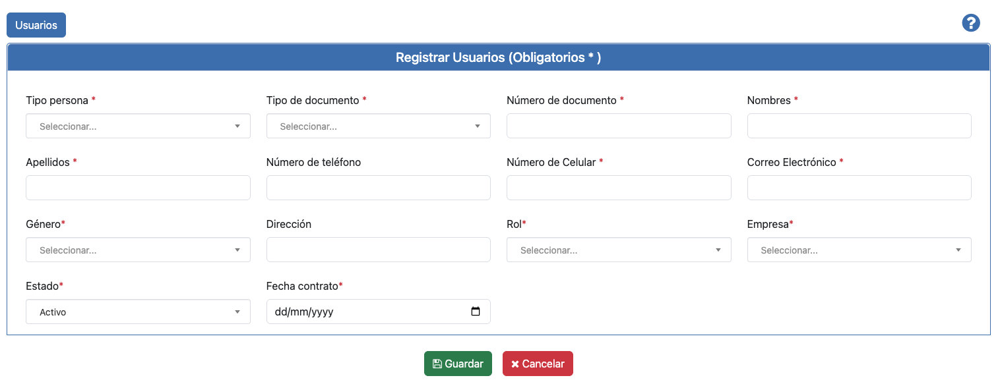 Usuarios
?
Registrar Usuarios (Obligatorios * )
Tipo persona * Tipo de documento * Número de documento * Nombres *
Seleccionar... Seleccionar...
Apellidos * Número de teléfono Número de Celular * Correo Electrónico *
Género* Dirección Rol* Empresa*
Seleccionar... Seleccionar... Seleccionar...
Estado* Fecha contrato*
Activo dd/mm/yyyy
Guardar Cancelar